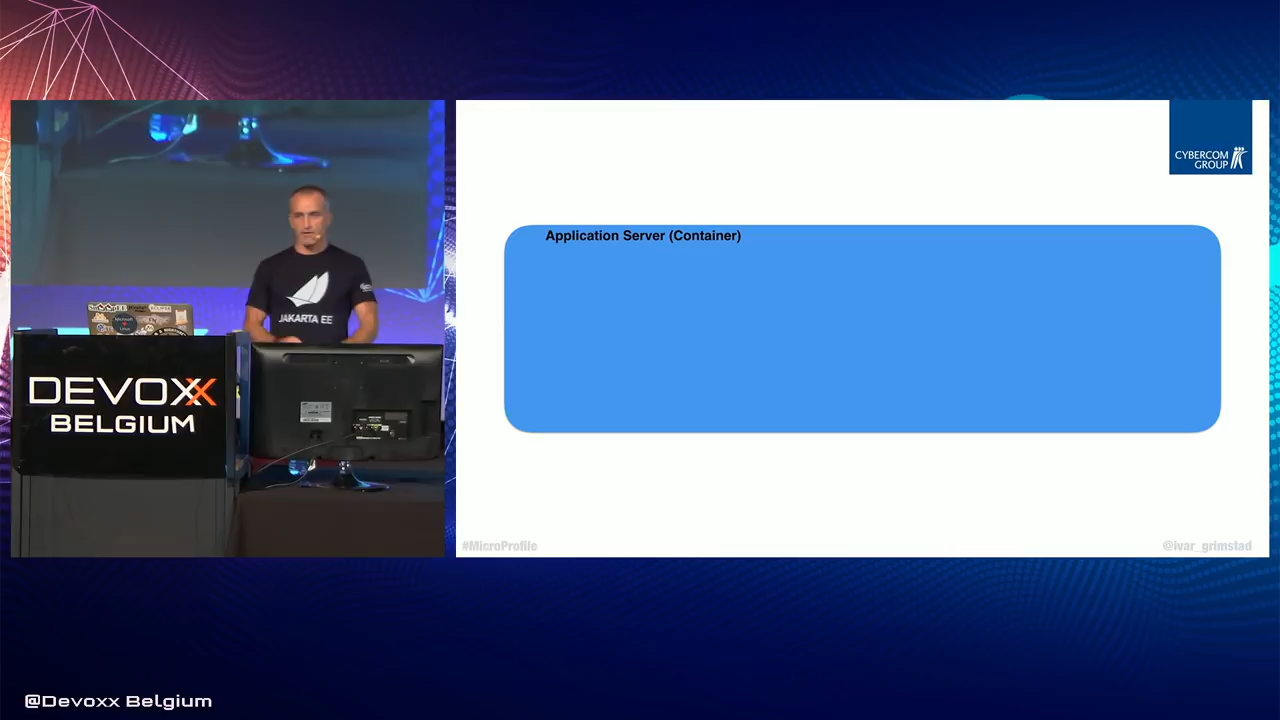 CYBERCOM
GROUP
Application Server (Container)
JAKARTA EE
DEVOXX
BELGIUM
#MicroProfile
@ivar_grimstad
@Devoxx Belgium